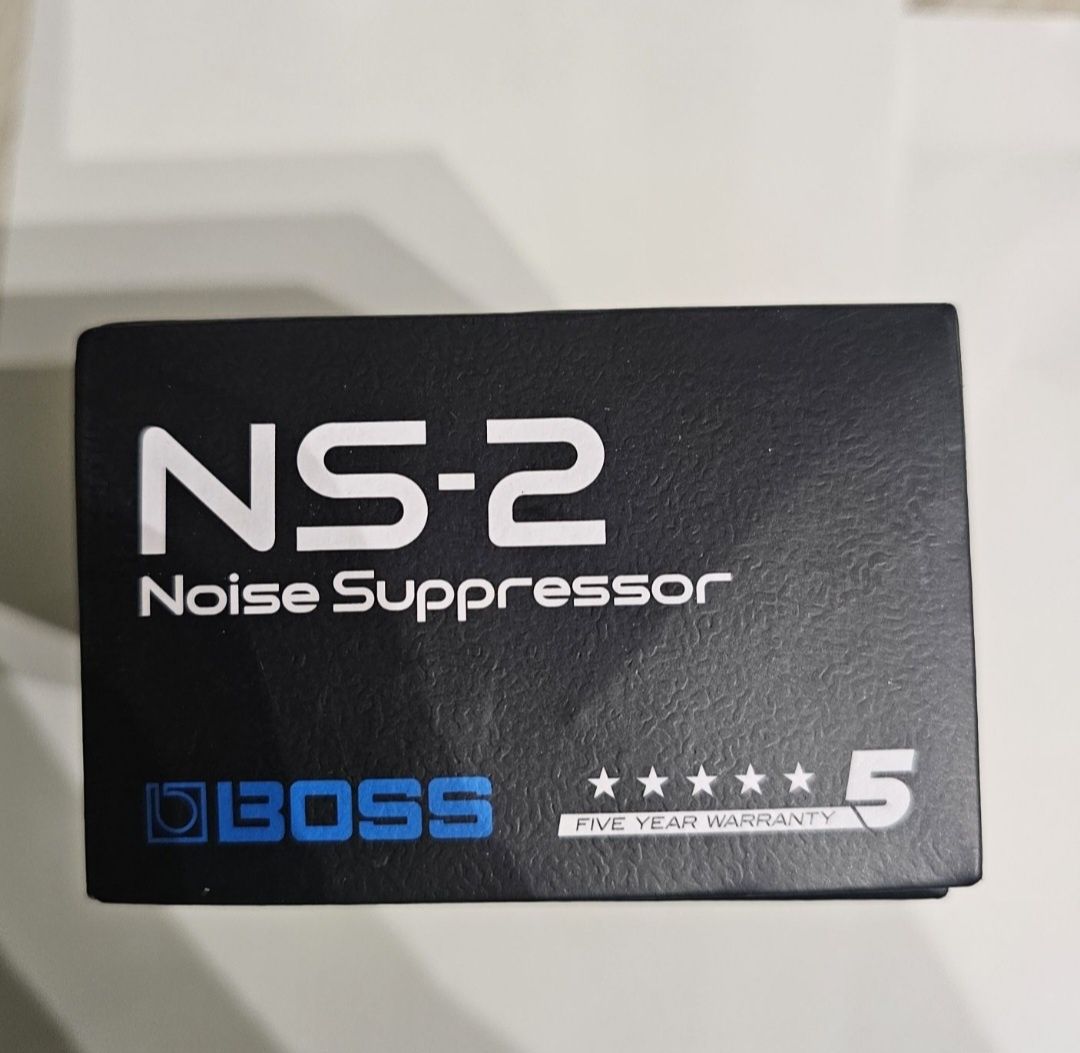 NS-2
Noise Suppressor
BOSS
5
FIVE YEAR WARRANTY